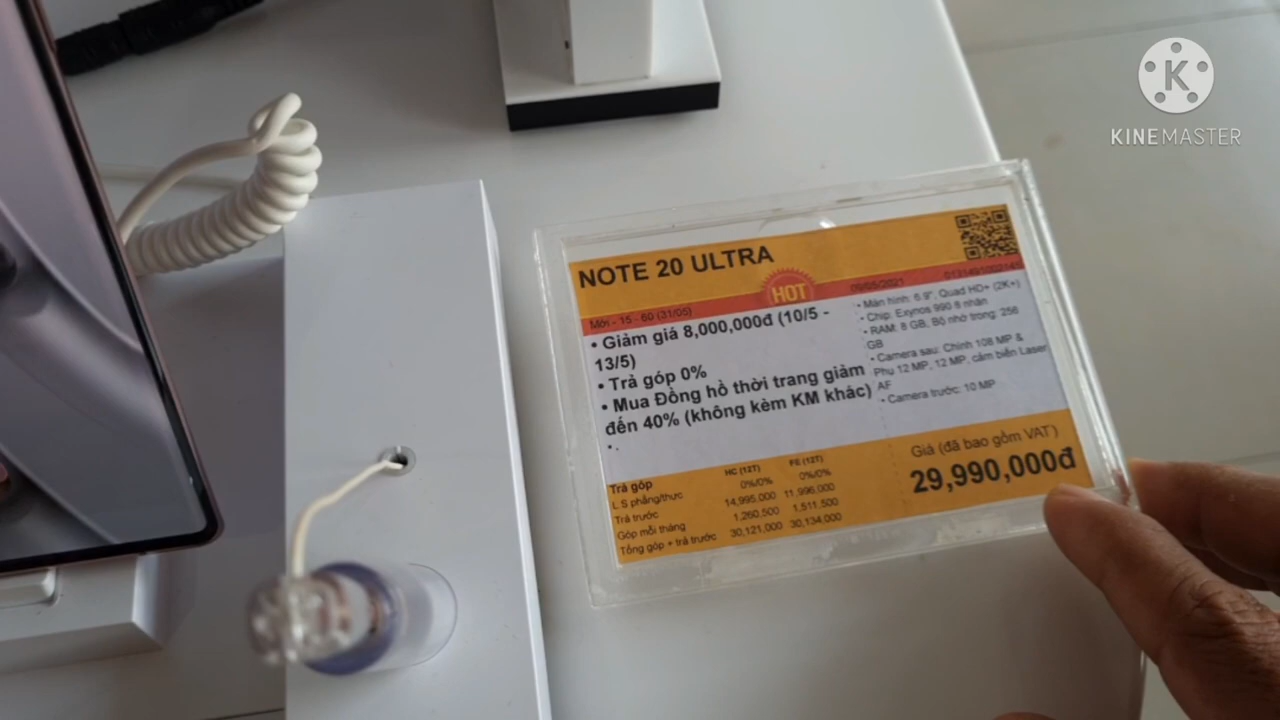 K
KINEMASTER
NOTE 20 ULTRA
HOT
Mới - 15 - 60 (31/05)
09/05/2021
• Giảm giá 8,000,000đ (10/5 -
13/5)
• Trả góp 0%
• Mua Đồng hồ thời trang giảm
đến 40% (không kèm KM khác)
•.
• Màn hình: 6.9", Quad HD+ (2K+)
• Chip: Exynos 990 8 nhân
• RAM: 8 GB, Bộ nhớ trong: 256
GB
• Camera sau: Chính 108 MP &
Phụ 12 MP, 12 MP, cảm biến Laser
AF
• Camera trước: 10 MP
Trả góp HC (12T) FE (12T)
L.S phẳng/thực 0%/0% 0%/0%
Trả trước 14,995,000 11,996,000
Góp mỗi tháng 1,260,500 1,511,500
Tổng góp + trả trước 30,121,000 30,134,000
Giá (đã bao gồm VAT)
29,990,000đ